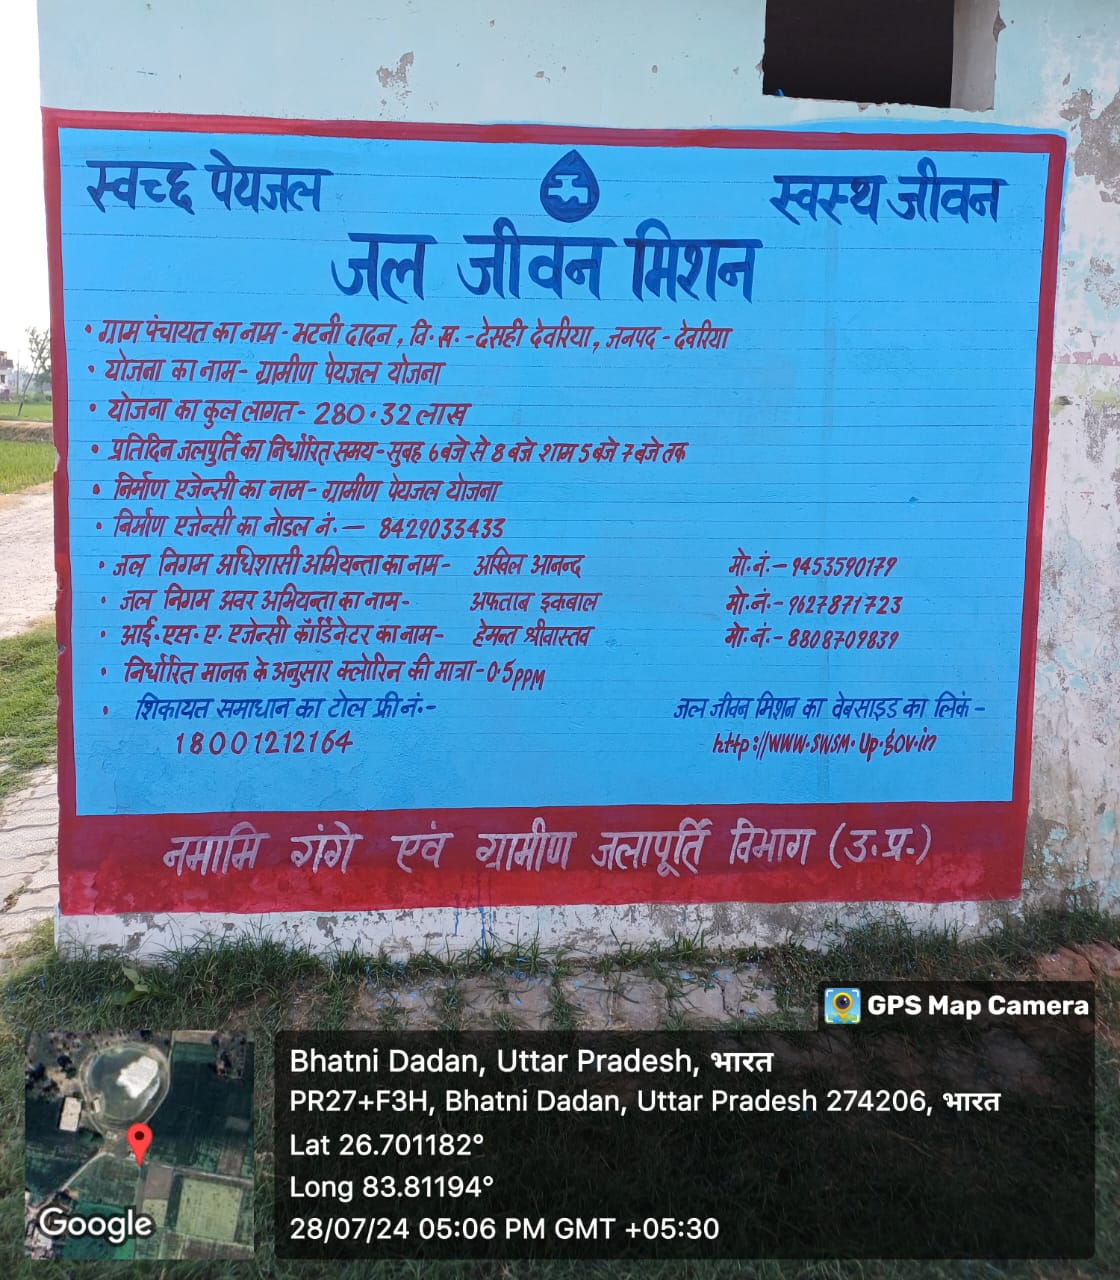 स्वच्छ पेयजल स्वस्थ जीवन
जल जीवन मिशन
• ग्राम पंचायत का नाम - भटनी दादन, वि. ख. - देसही देवरिया, जनपद - देवरिया
• योजना का नाम - ग्रामीण पेयजल योजना
• योजना का कुल लागत - 280.32 लाख
• प्रतिदिन जलपुर्ति का निर्धारित समय - सुबह 6 बजे से 8 बजे शाम 5 बजे 7 बजे तक
• निर्माण एजेन्सी का नाम - ग्रामीण पेयजल योजना
• निर्माण एजेन्सी का नोडल नं. - 8429033433
• जल निगम अधिशासी अभियन्ता का नाम - अखिल आनन्द मो. नं. - 9453590179
• जल निगम अवर अभियन्ता का नाम - अफताब इकबाल मो. नं. - 9627871723
• आई. एस. ए. एजेन्सी कॉर्डिनेटर का नाम - हेमन्त श्रीवास्तव मो. नं. - 8808709839
• निर्धारित मानक के अनुसार क्लोरिन की मात्रा - 0.5 PPM
• शिकायत समाधान का टोल फ्री नं. - जल जीवन मिशन का वेबसाइड का लिंक -
18001212164 http://www.swsm.up.gov.in
नमामि गंगे एवं ग्रामीण जलापूर्ति विभाग (उ. प्र.)
GPS Map Camera
Bhatni Dadan, Uttar Pradesh, भारत
PR27+F3H, Bhatni Dadan, Uttar Pradesh 274206, भारत
Lat 26.701182°
Long 83.81194°
28/07/24 05:06 PM GMT +05:30
Google